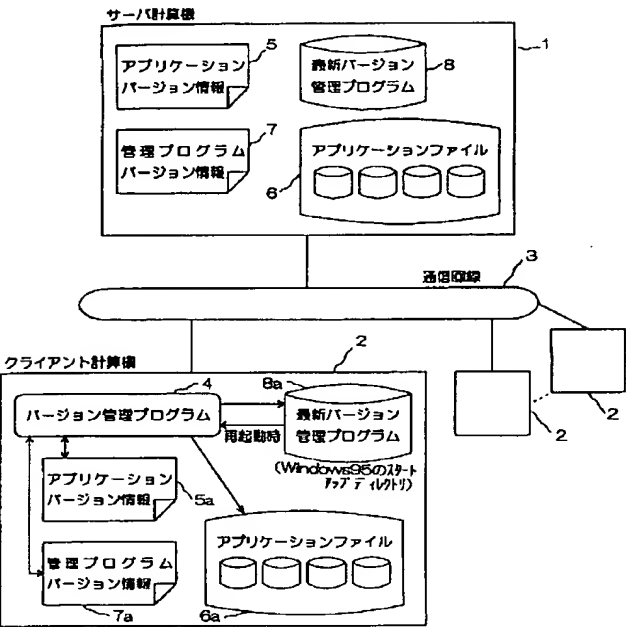 サーバ計算機
5
アプリケーション
バージョン情報
最新バージョン
管理プログラム
8
1
7
管理プログラム
バージョン情報
アプリケーションファイル
6
3
通信回線
クライアント計算機
2
4
バージョン管理プログラム
8a
最新バージョン
管理プログラム
再起動時
(Windows95のスタート
アップディレクトリ)
2
2
アプリケーション
バージョン情報
5a
アプリケーションファイル
6a
管理プログラム
バージョン情報
7a